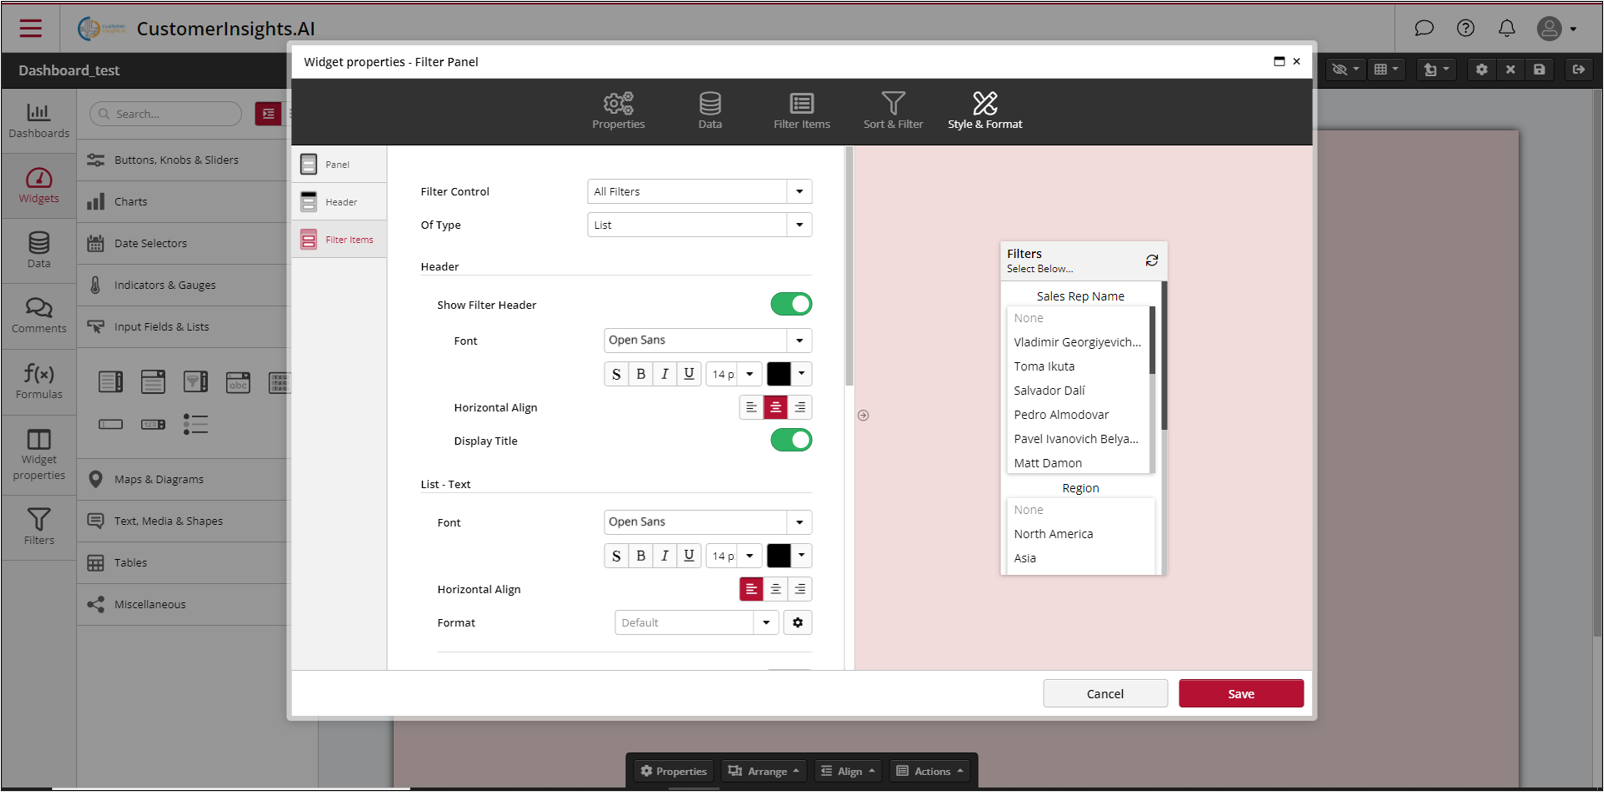 CustomerInsights.AI
Dashboard_test
Widget properties - Filter Panel
Properties
Data
Filter Items
Sort & Filter
Style & Format
Dashboards
Widgets
Data
Comments
f(x)
Formulas
Widget
properties
Filters
Search...
Buttons, Knobs & Sliders
Charts
Date Selectors
Indicators & Gauges
Input Fields & Lists
abc
Maps & Diagrams
Text, Media & Shapes
Tables
Miscellaneous
Panel
Header
Filter Items
Filter Control
All Filters
Of Type
List
Header
Show Filter Header
Font
Open Sans
S B I U 14 p
Horizontal Align
Display Title
List - Text
Font
Open Sans
S B I U 14 p
Horizontal Align
Format
Default
Filters
Select Below...
Sales Rep Name
None
Vladimir Georgiyevich...
Toma Ikuta
Salvador Dalí
Pedro Almodovar
Pavel Ivanovich Belya...
Matt Damon
Region
None
North America
Asia
Cancel
Save
Properties
Arrange
Align
Actions